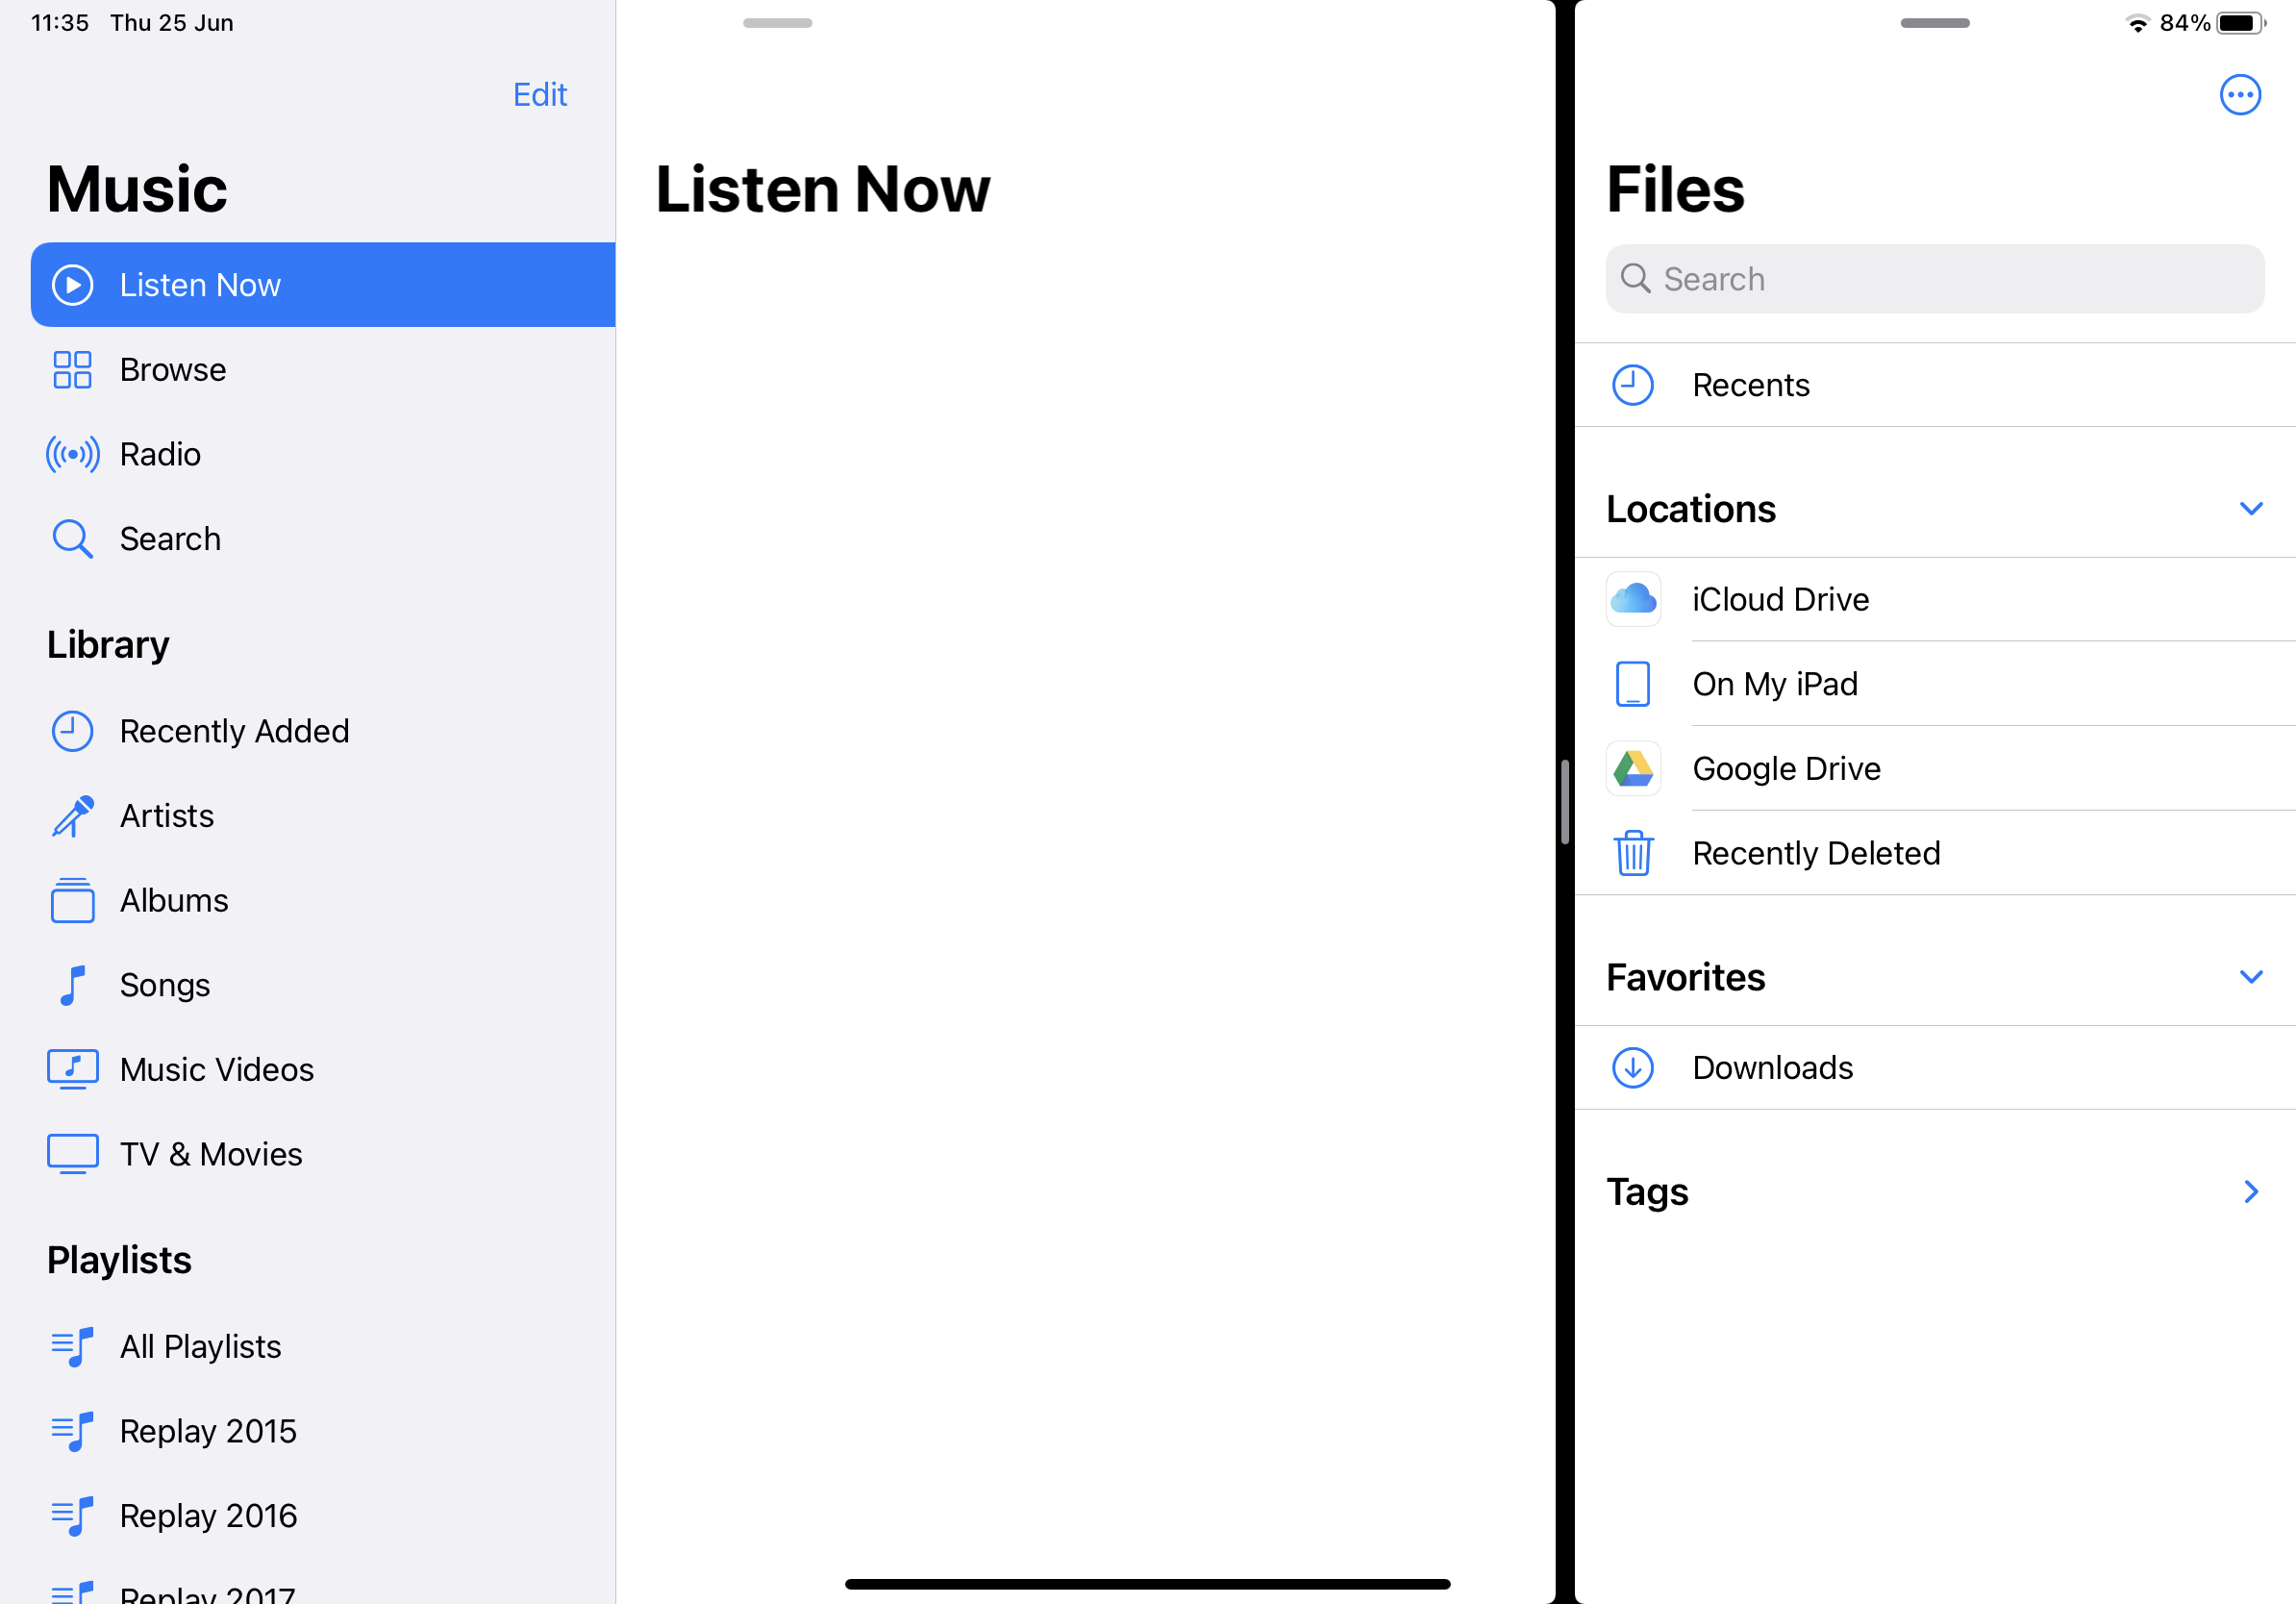 11:35 Thu 25 Jun
Edit
Music
Listen Now
Browse
Radio
Search
Library
Recently Added
Artists
Albums
Songs
Music Videos
TV & Movies
Playlists
All Playlists
Replay 2015
Replay 2016
Replay 2017
Listen Now
84%
Files
Search
Recents
Locations
iCloud Drive
On My iPad
Google Drive
Recently Deleted
Favorites
Downloads
Tags